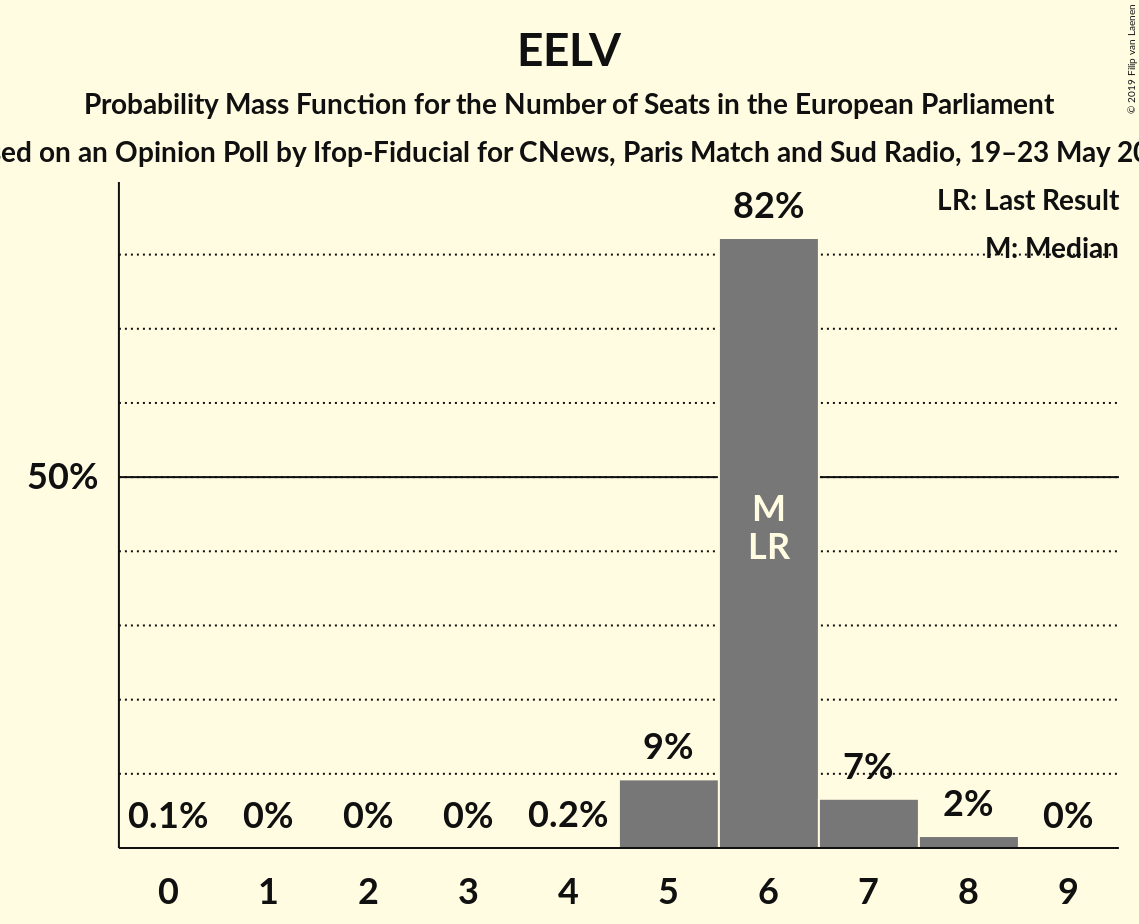 EELV
Probability Mass Function for the Number of Seats in the European Parliament
on an Opinion Poll by Ifop-Fiducial for CNews, Paris Match and Sud Radio, 19–23 May
© 2019 Filip van Laenen
LR: Last Result
M: Median
82%
50%
M
LR
9%
7%
2%
0.1% 0% 0% 0% 0.2% 0%
0 1 2 3 4 5 6 7 8 9